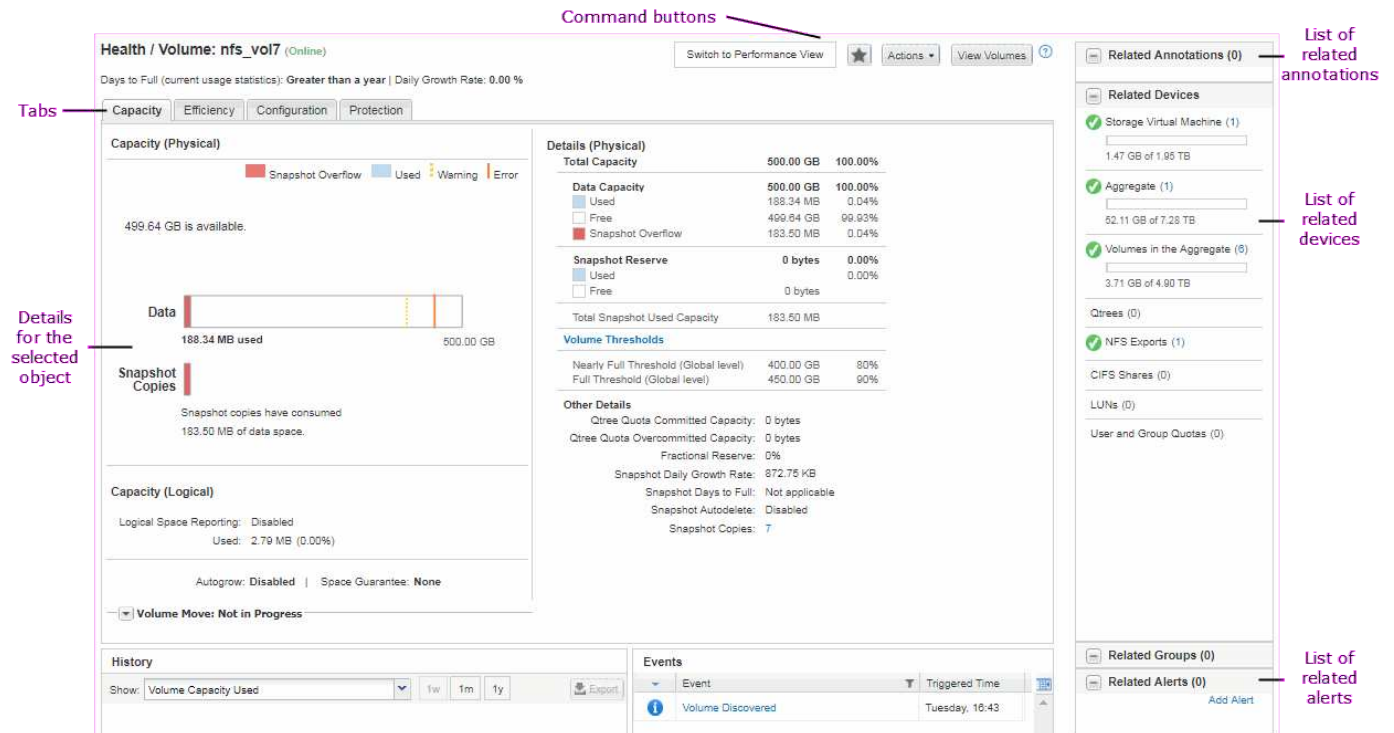 Command buttons
List of
related
annotations
Health / Volume: nfs_vol7 (Online)
Switch to Performance View
Actions
View Volumes
?
Days to Full (current usage statistics): Greater than a year | Daily Growth Rate: 0.00 %
Tabs
Capacity Efficiency Configuration Protection
Capacity (Physical)
Snapshot Overflow Used Warning Error
499.64 GB is available.
Details
for the
selected
object
Data
188.34 MB used 500.00 GB
Snapshot
Copies
Snapshot copies have consumed
183.50 MB of data space.
Capacity (Logical)
Logical Space Reporting: Disabled
Used: 2.79 MB (0.00%)
Autogrow: Disabled | Space Guarantee: None
Volume Move: Not in Progress
Details (Physical)
Total Capacity 500.00 GB 100.00%
Data Capacity 500.00 GB 100.00%
Used 188.34 MB 0.04%
Free 499.64 GB 99.93%
Snapshot Overflow 183.50 MB 0.04%
Snapshot Reserve 0 bytes 0.00%
Used 0.00%
Free 0 bytes
Total Snapshot Used Capacity 183.50 MB
Volume Thresholds
Nearly Full Threshold (Global level) 400.00 GB 80%
Full Threshold (Global level) 450.00 GB 90%
Other Details
Qtree Quota Committed Capacity: 0 bytes
Qtree Quota Overcommitted Capacity: 0 bytes
Fractional Reserve: 0%
Snapshot Daily Growth Rate: 872.75 KB
Snapshot Days to Full: Not applicable
Snapshot Autodelete: Disabled
Snapshot Copies: 7
Related Annotations (0)
Related Devices
Storage Virtual Machine (1)
1.47 GB of 1.95 TB
Aggregate (1)
52.11 GB of 7.28 TB
Volumes in the Aggregate (6)
3.71 GB of 4.90 TB
Qtrees (0)
NFS Exports (1)
CIFS Shares (0)
LUNs (0)
User and Group Quotas (0)
List of
related
devices
Related Groups (0)
Related Alerts (0)
Add Alert
List of
related
alerts
History
Show: Volume Capacity Used 1w 1m 1y Export
Events
Event Triggered Time
Volume Discovered Tuesday, 16:43